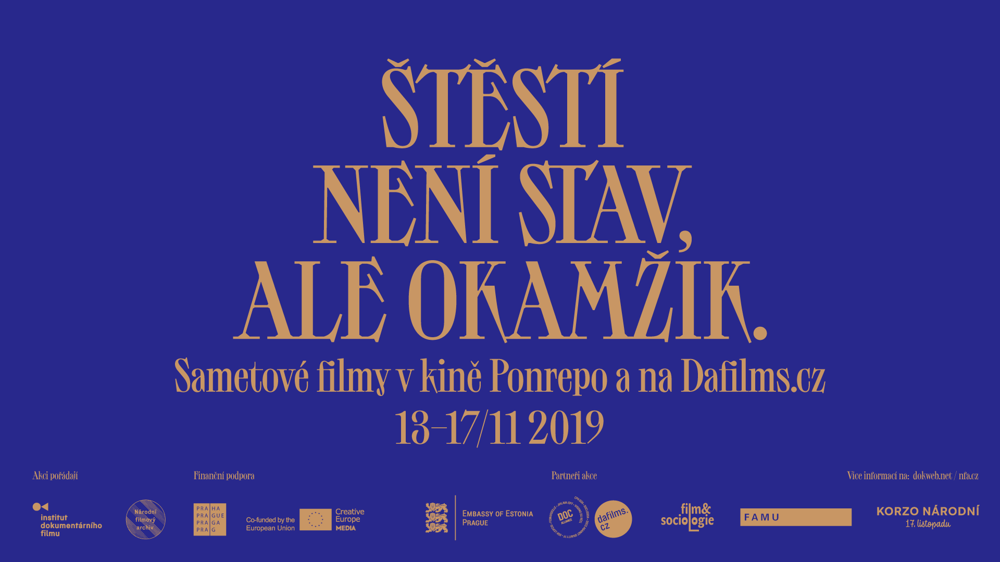 ŠTĚSTÍ
NENÍ STAV,
ALE OKAMŽIK.
Sametové filmy v kině Ponrepo a na Dafilms.cz
13–17/11 2019
Akci pořádají
Finanční podpora
Partneři akce
Více informací na: dokweb.net / nfa.cz
institut
dokumentárního
filmu
Národní
filmový
archiv
PRA HA
PRA GUE
PRA GA
PRA G
Co-funded by the
European Union
Creative
Europe
MEDIA
EMBASSY OF ESTONIA
PRAGUE
DOC
ALLIANCE
dafilms.
cz
film&
sociologie
FAMU
KORZO NÁRODNÍ
17. listopadu